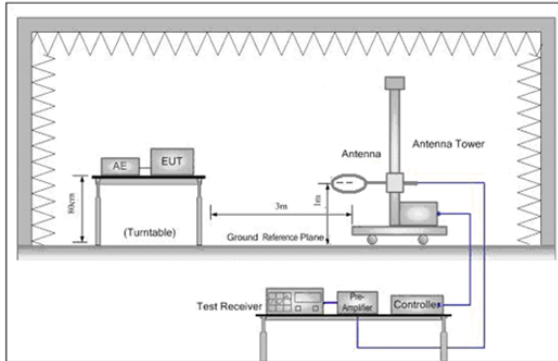 Antenna Tower
Antenna
EUT
AE
80cm
3m
1m
(Turntable)
Ground Reference Plane
Test Receiver
Pre-
Amplifier
Controller